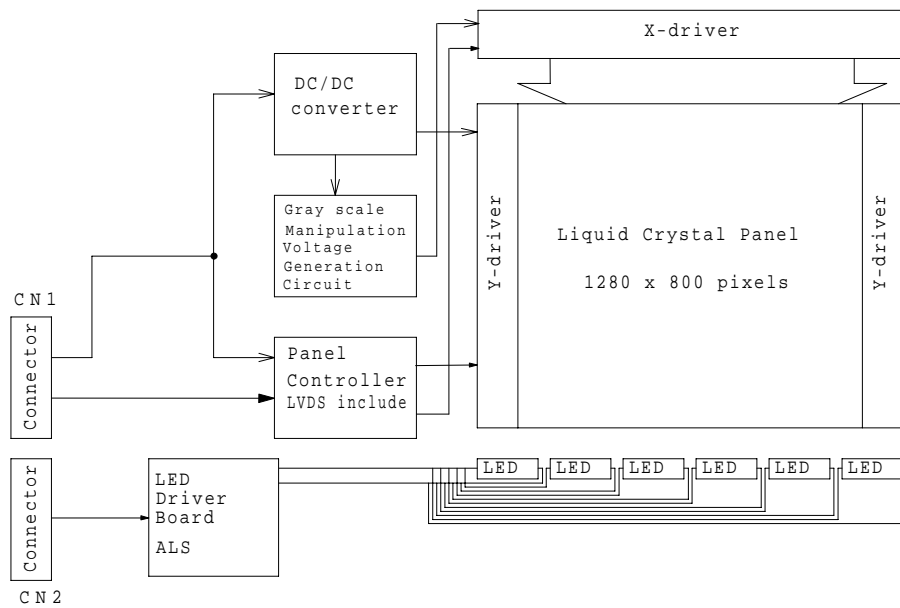 X-driver
DC/DC
converter
Gray scale
Manipulation
Voltage
Generation
Circuit
Y-driver
Liquid Crystal Panel
1280 x 800 pixels
Y-driver
CN1
Connector
Panel
Controller
LVDS include
LED LED LED LED LED LED
Connector
LED
Driver
Board
ALS
CN2